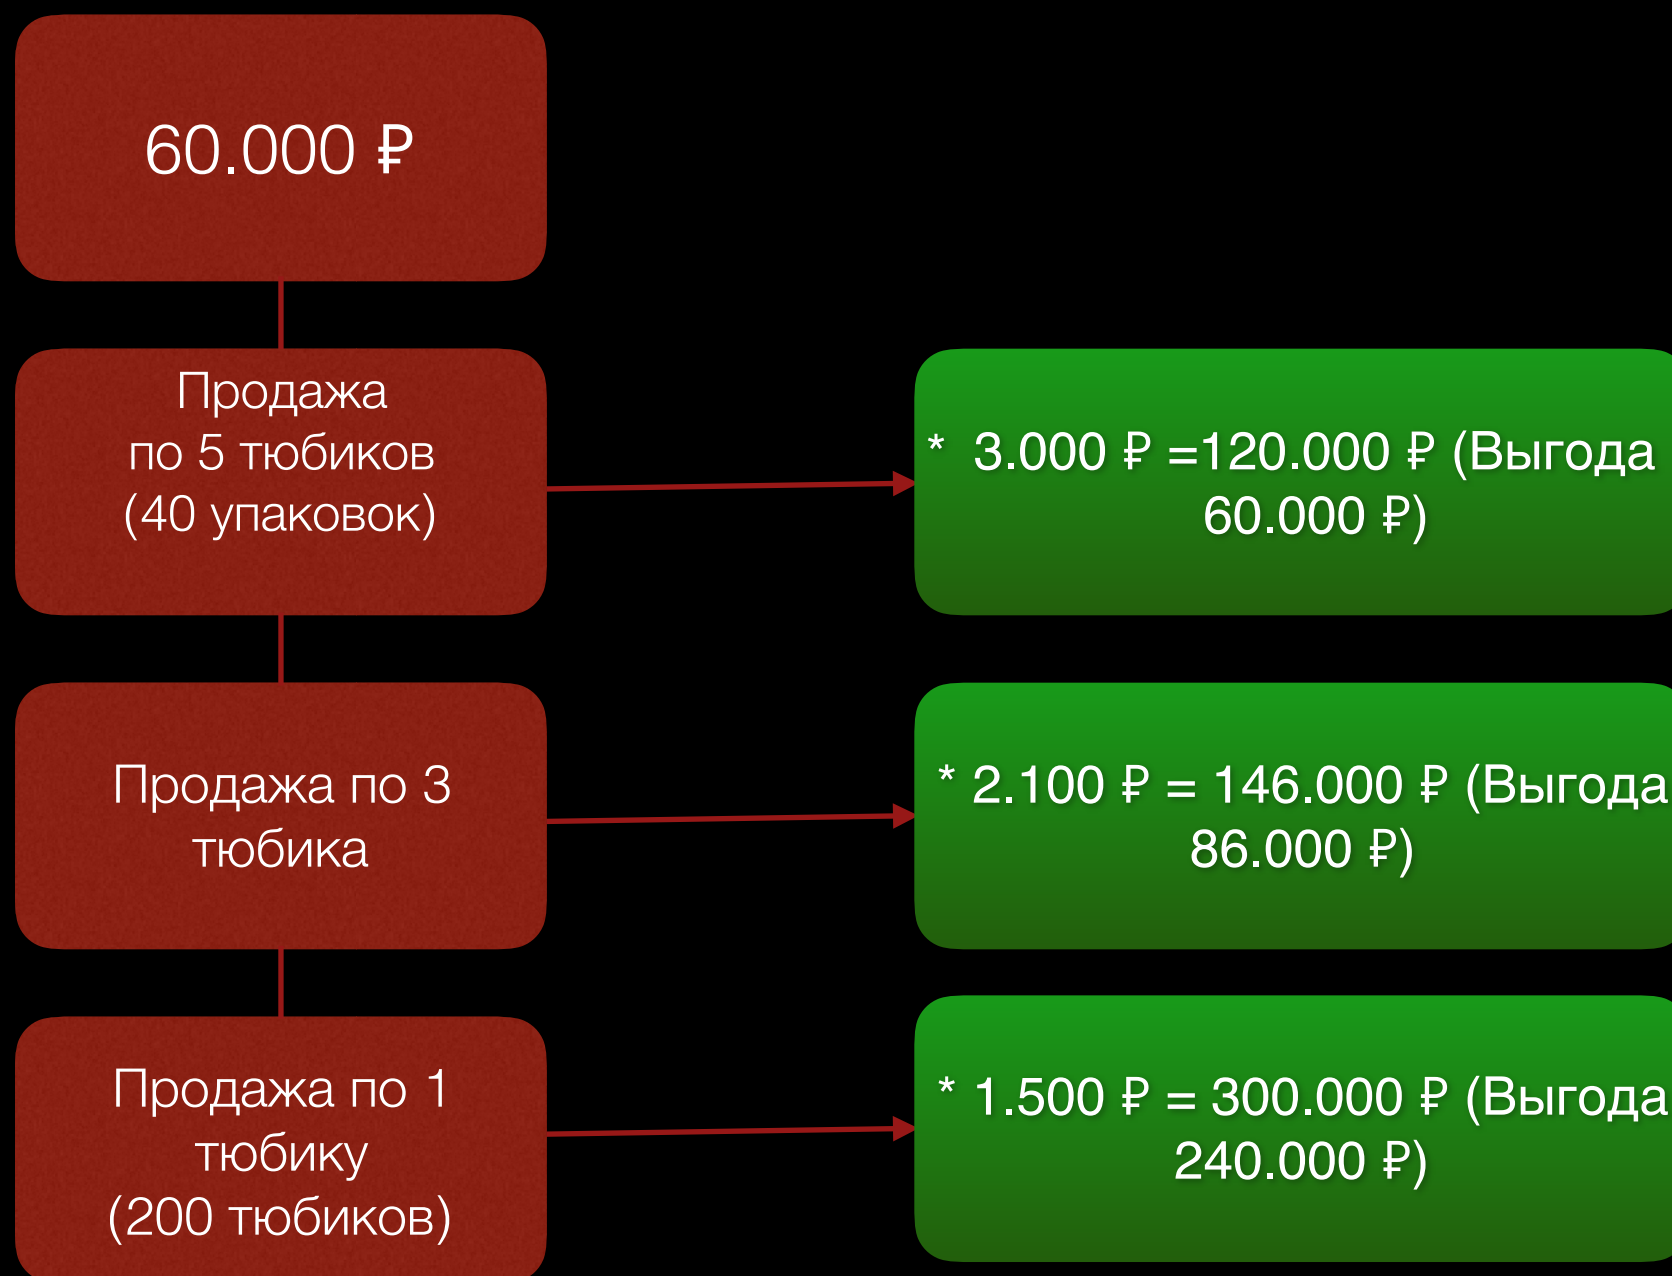 60.000 ₽
Продажа
по 5 тюбиков
(40 упаковок)
* 3.000 ₽ =120.000 ₽ (Выгода
60.000 ₽)
Продажа по 3
тюбика
* 2.100 ₽ = 146.000 ₽ (Выгода
86.000 ₽)
Продажа по 1
тюбику
(200 тюбиков)
* 1.500 ₽ = 300.000 ₽ (Выгода
240.000 ₽)